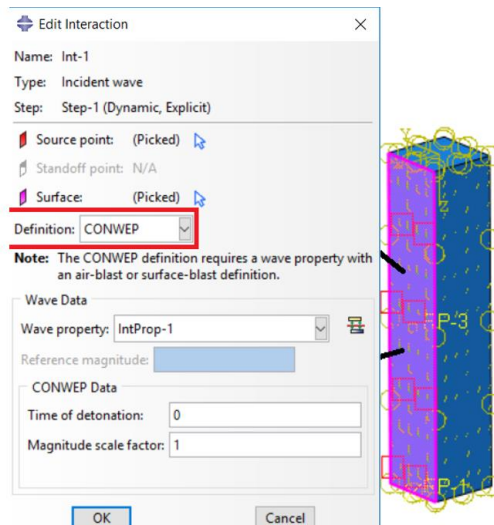 Edit Interaction
Name: Int-1
Type: Incident wave
Step: Step-1 (Dynamic, Explicit)
Source point: (Picked)
Standoff point: N/A
Surface: (Picked)
Definition: CONWEP
Note: The CONWEP definition requires a wave property with
an air-blast or surface-blast definition.
Wave Data
Wave property: IntProp-1
Reference magnitude:
CONWEP Data
Time of detonation: 0
Magnitude scale factor: 1
OK Cancel
Y
Z
RP-3
RP-1